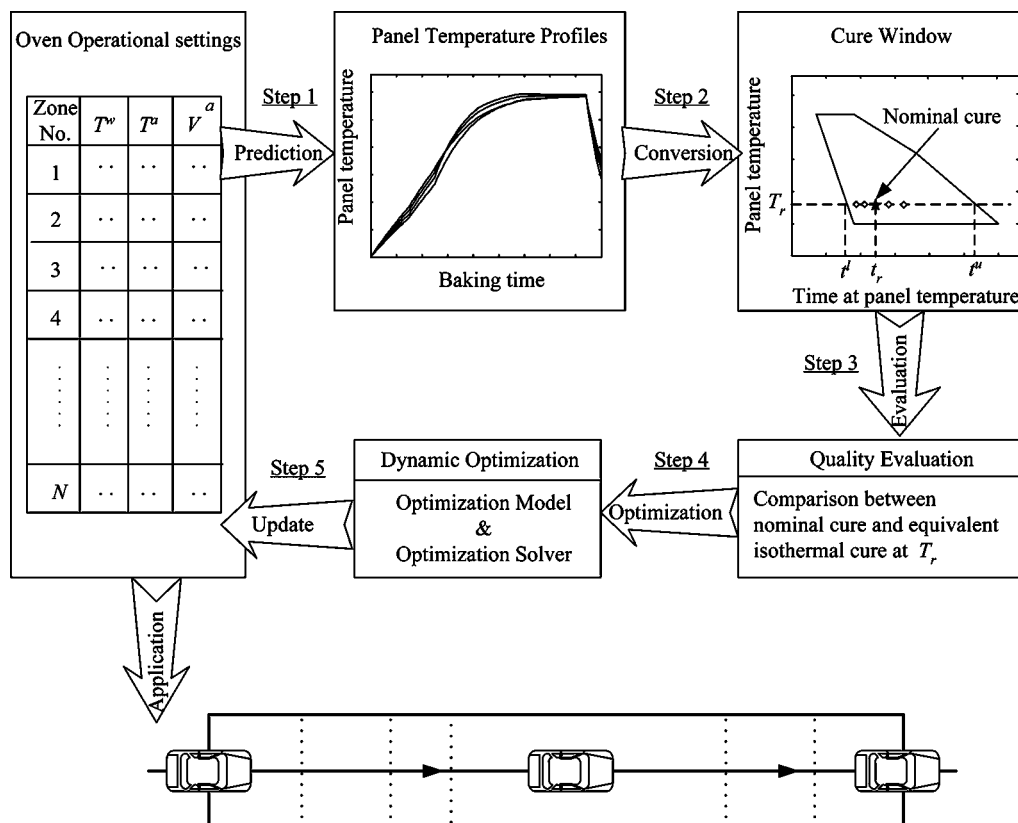 Oven Operational settings
Zone No. T^w T^a V^a
1 .. .. ..
2 .. .. ..
3 .. .. ..
4 .. .. ..
N .. .. ..
Step 1
Prediction
Panel Temperature Profiles
Panel temperature
Baking time
Step 2
Conversion
Cure Window
Panel temperature
Nominal cure
T_r
t^l t_r t^u
Time at panel temperature
Step 3
Evaluation
Quality Evaluation
Comparison between
nominal cure and equivalent
isothermal cure at T_r
Step 4
Optimization
Dynamic Optimization
Optimization Model
&
Optimization Solver
Step 5
Update
Application